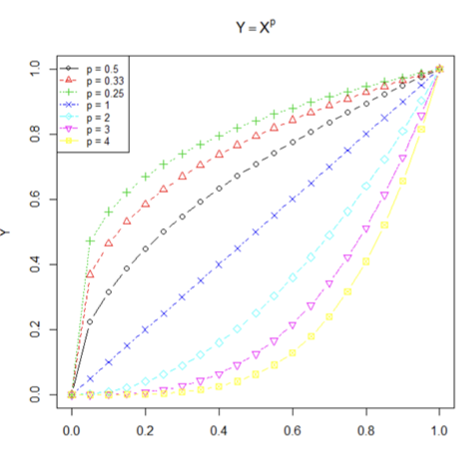 Y = X^p
p = 0.5
p = 0.33
p = 0.25
p = 1
p = 2
p = 3
p = 4
1.0
0.8
0.6
0.4
0.2
0.0
Y
0.0 0.2 0.4 0.6 0.8 1.0